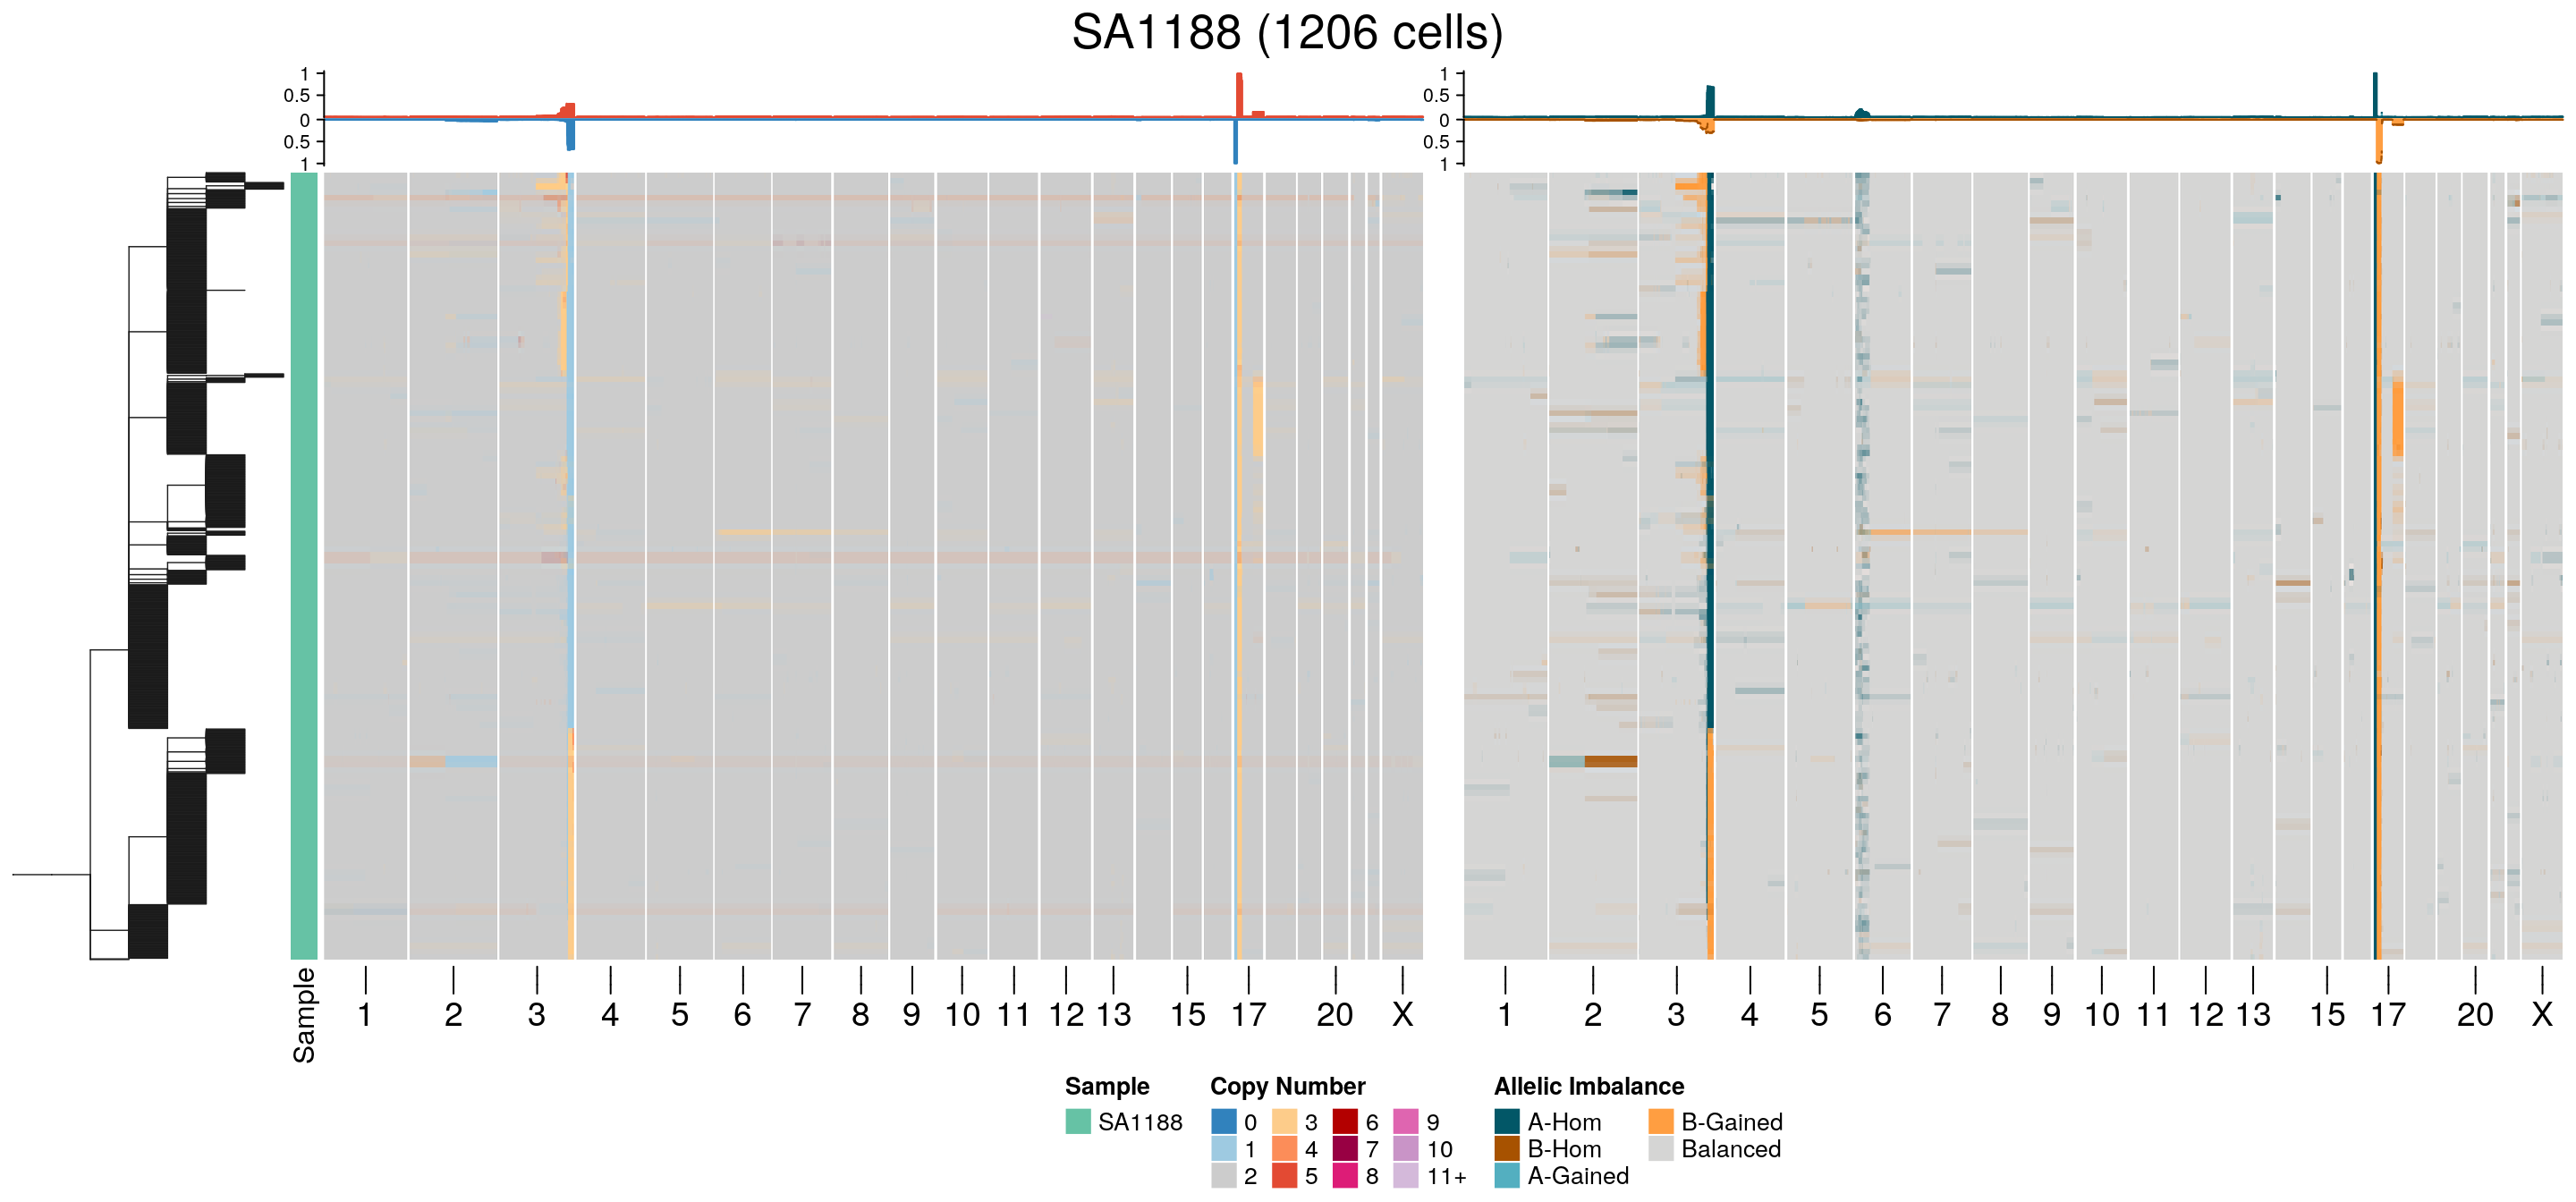 SA1188 (1206 cells)
1
0.5
0
0.5
1
1
0.5
0
0.5
1
Sample
1 2 3 4 5 6 7 8 9 10 11 12 13 15 17 20 X
1 2 3 4 5 6 7 8 9 10 11 12 13 15 17 20 X
Sample
SA1188
Copy Number
0 3 6 9
1 4 7 10
2 5 8 11+
Allelic Imbalance
A-Hom B-Gained
B-Hom Balanced
A-Gained